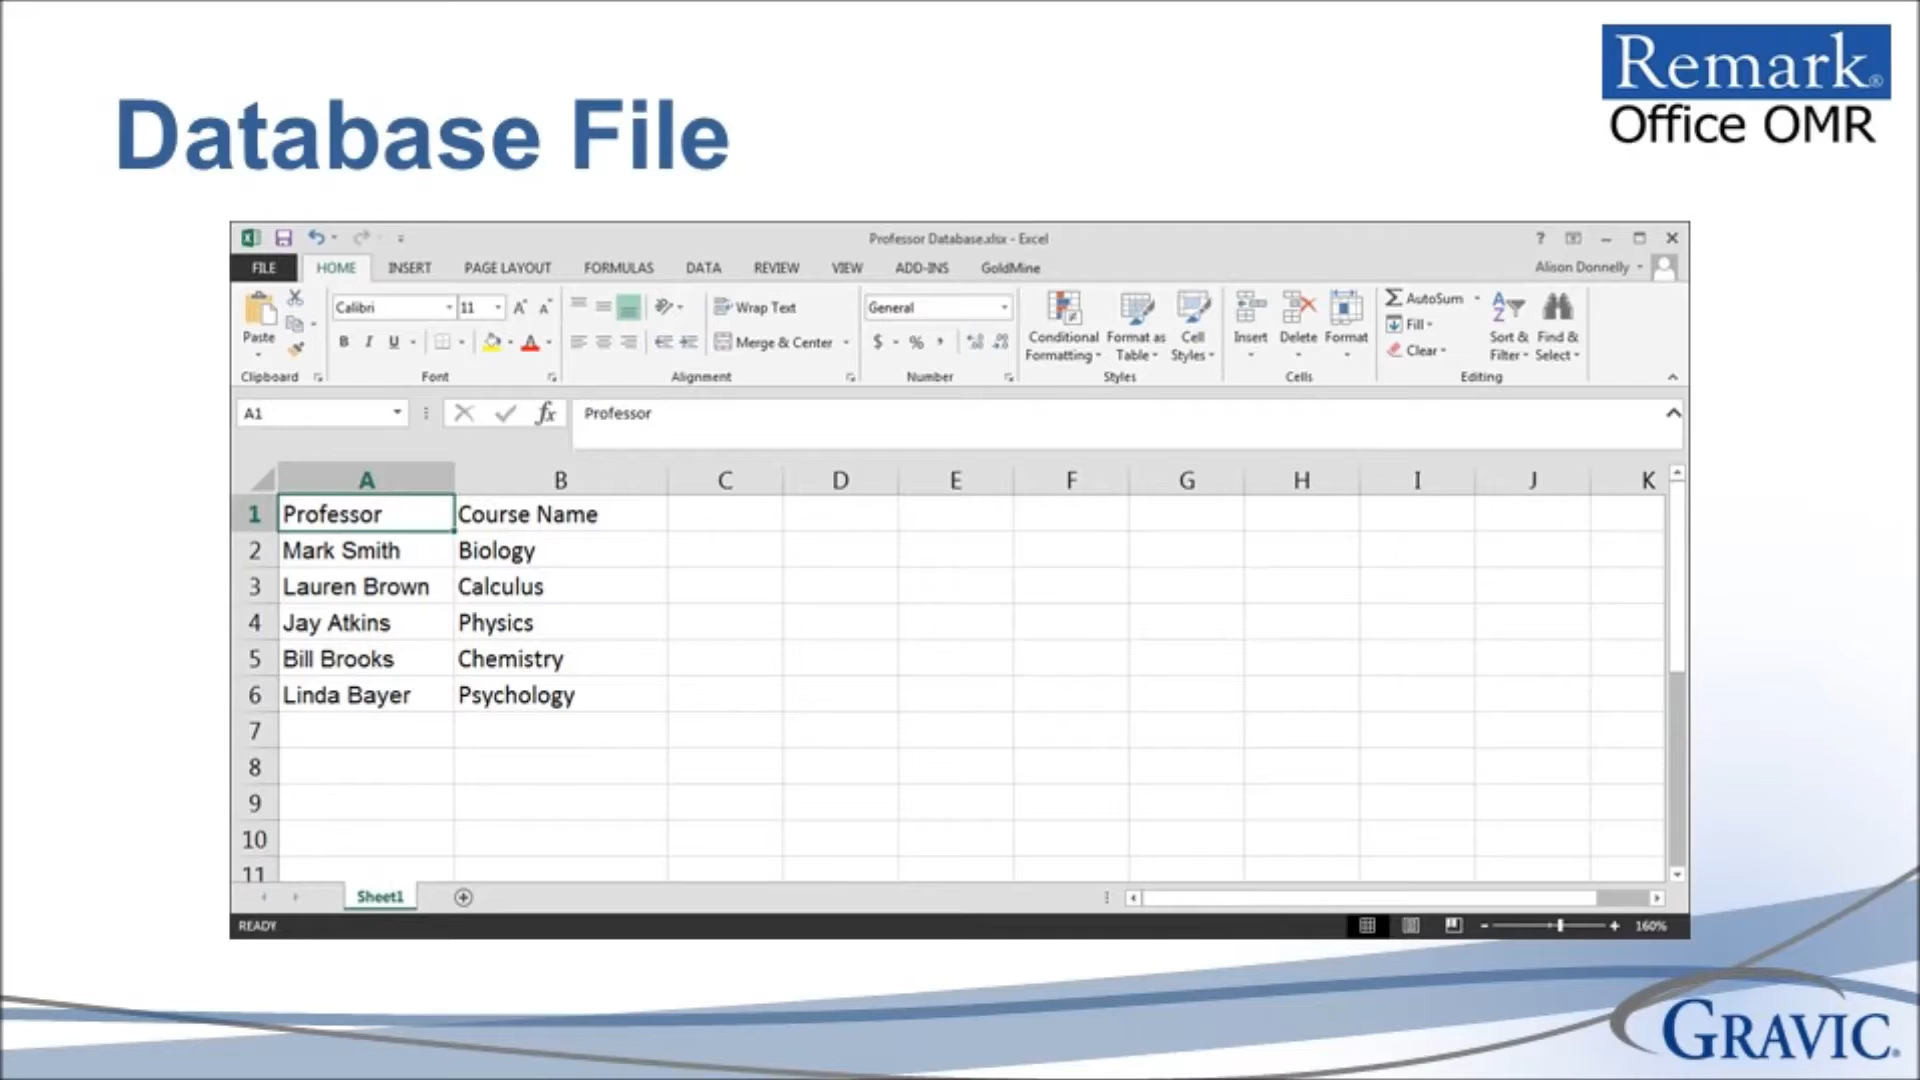 Remark®
Office OMR
Database File
Professor Database.xlsx - Excel
?
FILE HOME INSERT PAGE LAYOUT FORMULAS DATA REVIEW VIEW ADD-INS GoldMine Alison Donnelly
Paste
Calibri 11 A A
B I U A
Wrap Text
Merge & Center
General
$ % ,
Conditional Formatting Format as Table Cell Styles
Insert Delete Format
AutoSum
Fill
Clear
Sort & Filter Find & Select
Clipboard Font Alignment Number Styles Cells Editing
A1 fx Professor
A B C D E F G H I J K
1 Professor Course Name
2 Mark Smith Biology
3 Lauren Brown Calculus
4 Jay Atkins Physics
5 Bill Brooks Chemistry
6 Linda Bayer Psychology
7
8
9
10
11
Sheet1
READY 160%
GRAVIC®